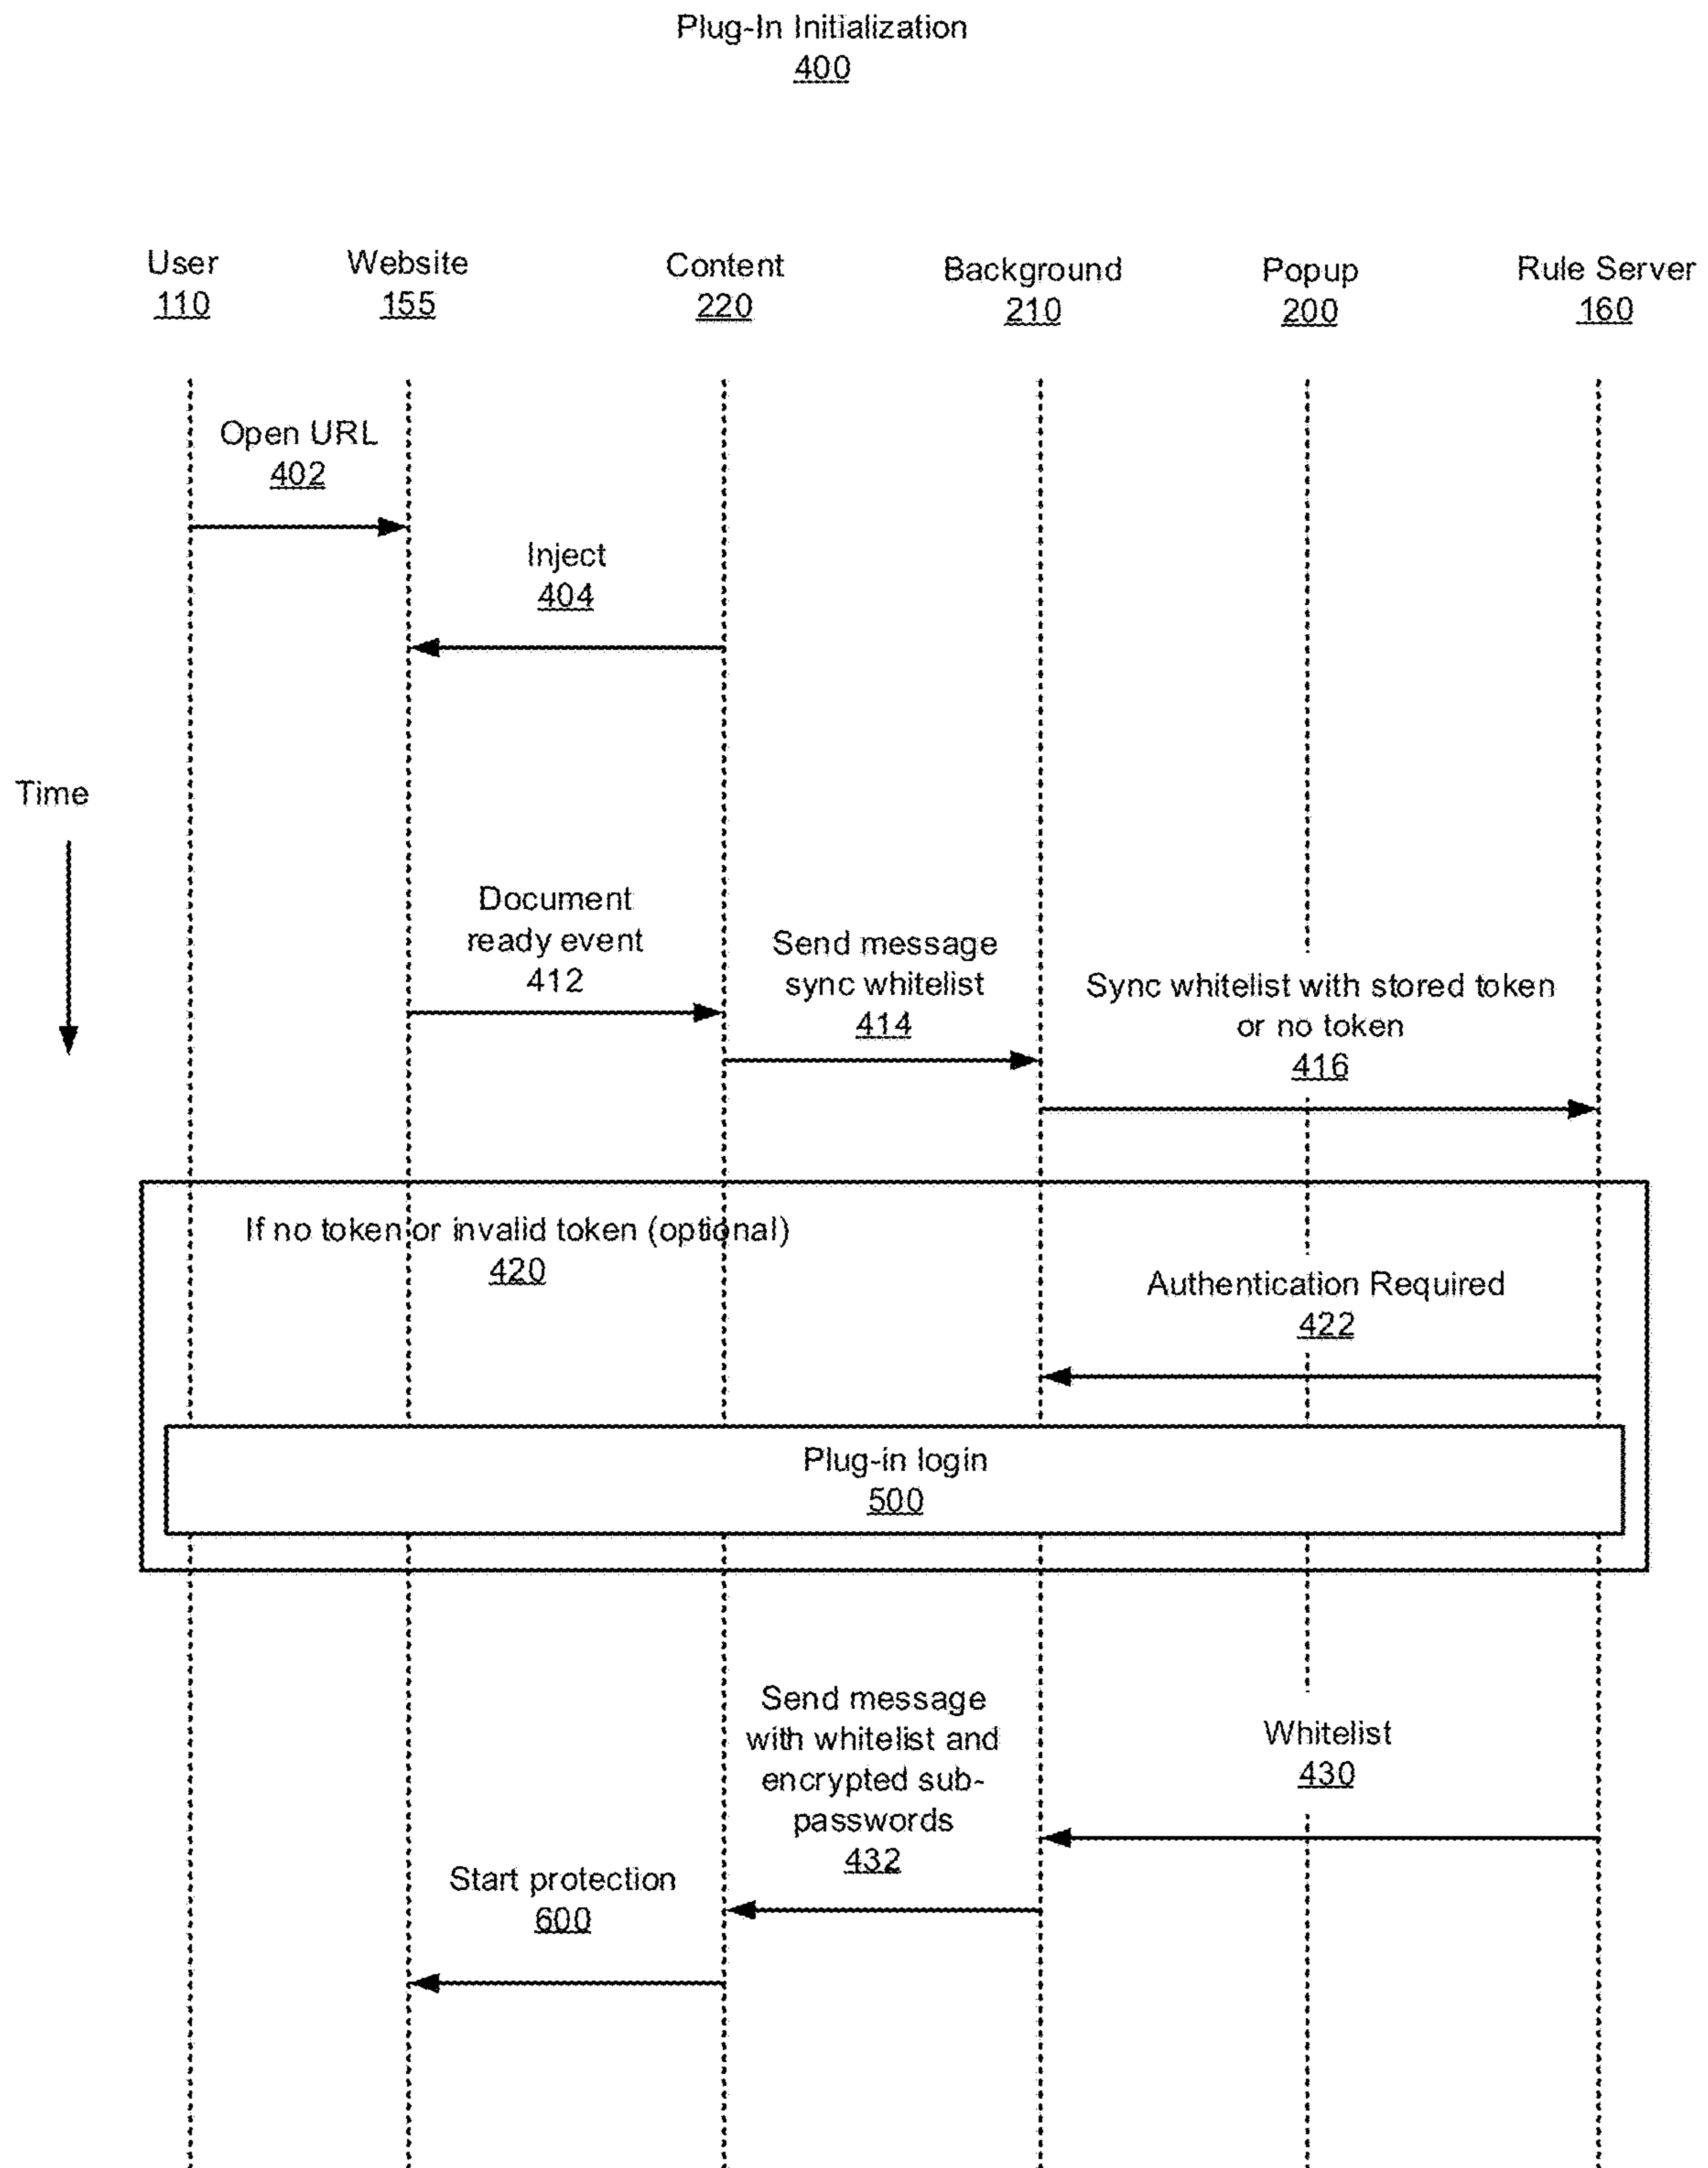 Plug-In Initialization
400
User
110
Website
155
Content
220
Background
210
Popup
200
Rule Server
160
Open URL
402
Inject
404
Time
Document
ready event
412
Send message
sync whitelist
414
Sync whitelist with stored token
or no token
416
If no token or invalid token (optional)
420
Authentication Required
422
Plug-in login
500
Send message
with whitelist and
encrypted sub-
passwords
432
Whitelist
430
Start protection
600